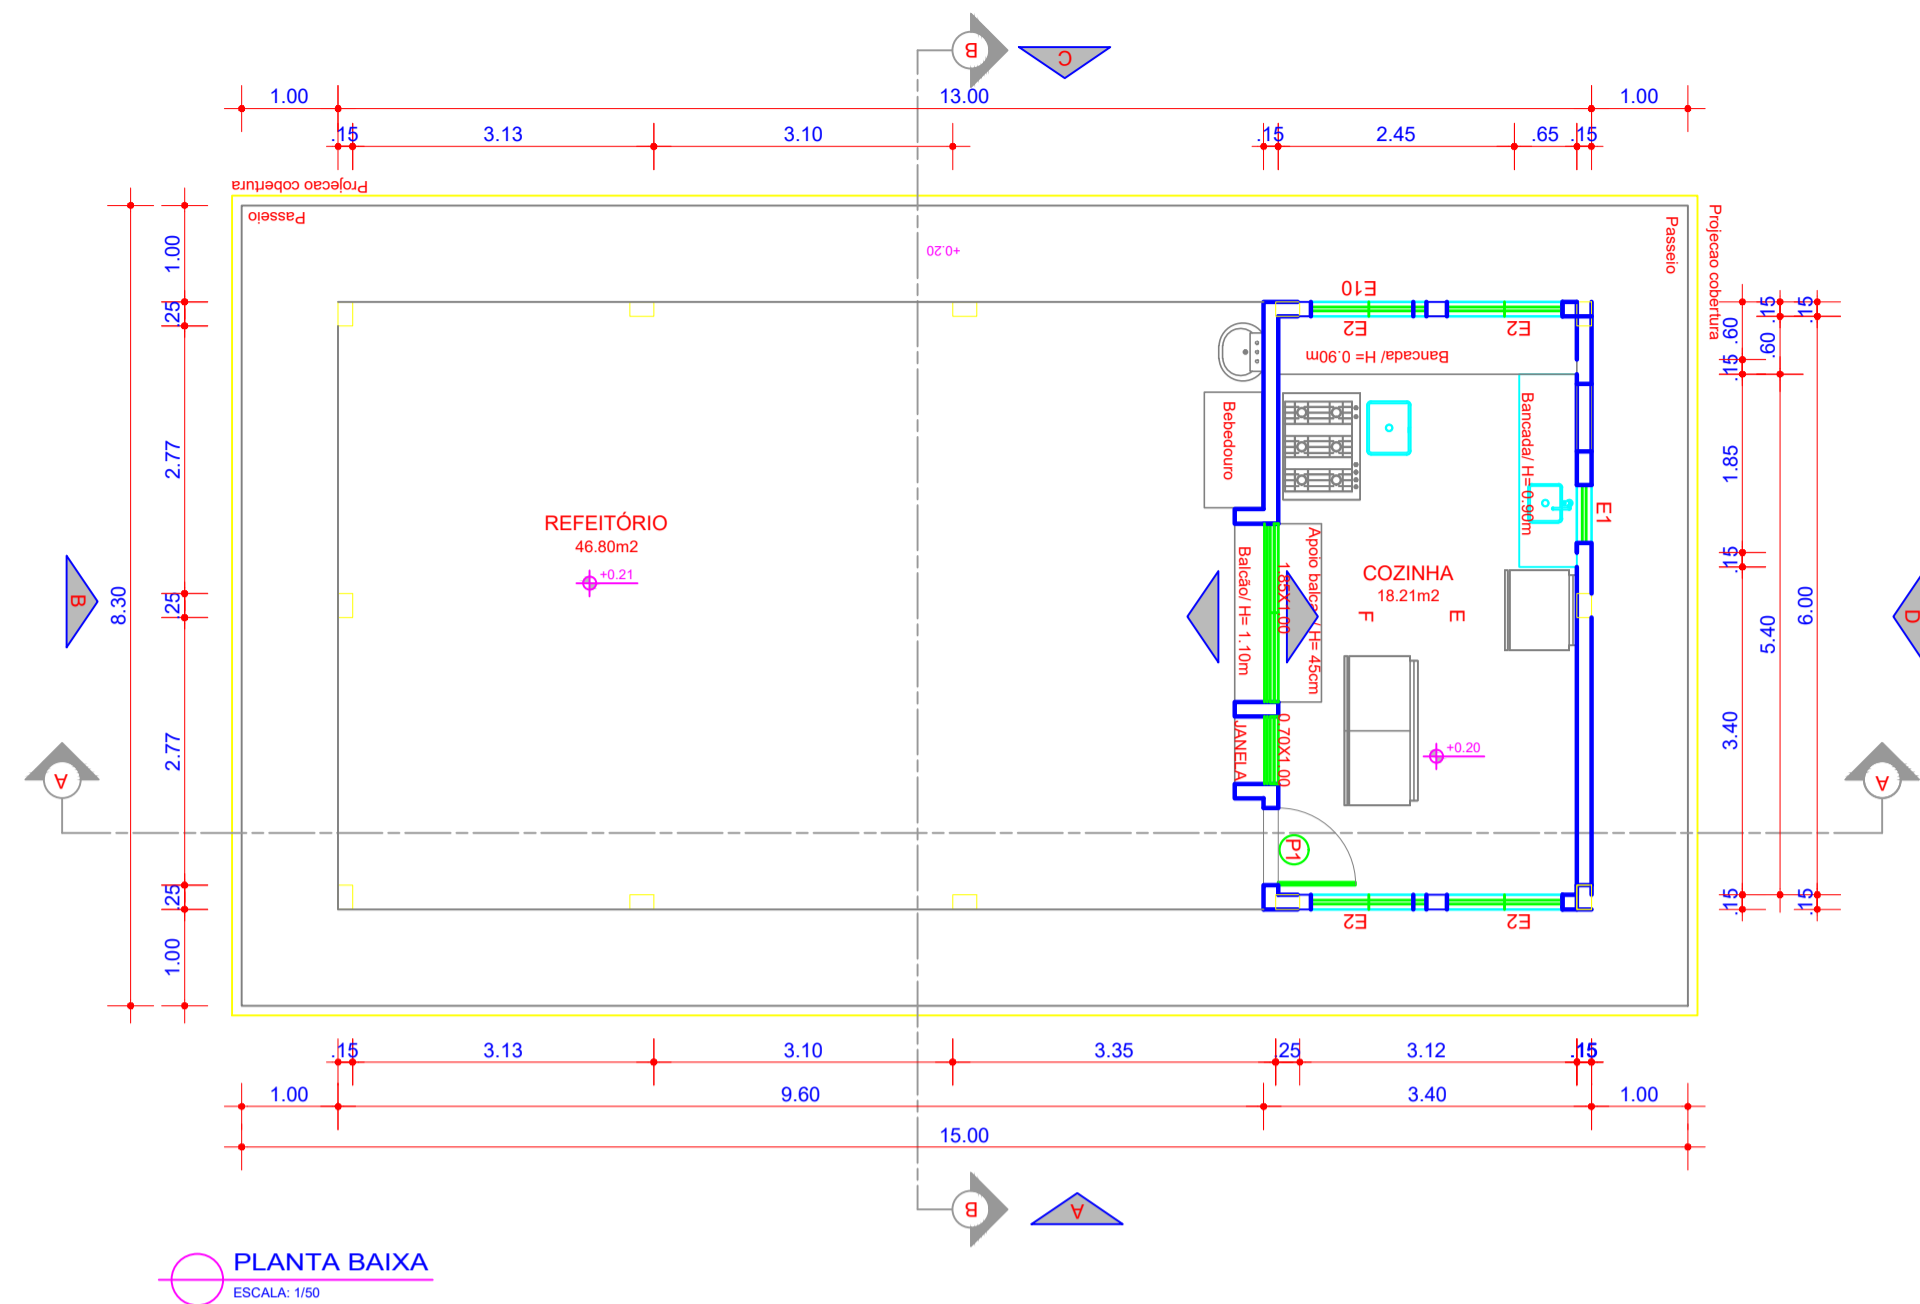 B
C
1.00
13.00
1.00
.15
3.13
3.10
.15
2.45
.65
.15
Projecao cobertura
Passeio
Passeio
Projecao cobertura
+0.20
8.30
1.00
.25
2.77
.25
2.77
.25
1.00
E10
E2
E2
Bancada/ H= 0.90m
Bancada/ H=0.90m
Bebedouro
E1
REFEITÓRIO
46.80m2
+0.21
Balcão/ H= 1.10m
1.85X1.00
Apoio balcao/ H= 45cm
COZINHA
18.21m2
F
E
JANELA
0.70X1.00
+0.20
P1
E2
E2
.15
.60
.15
1.85
.15
3.40
.15
.15
.60
5.40
.15
6.00
.15
B
D
A
A
.15
3.13
3.10
3.35
.25
3.12
.15
1.00
9.60
3.40
1.00
15.00
B
A
PLANTA BAIXA
ESCALA: 1/50